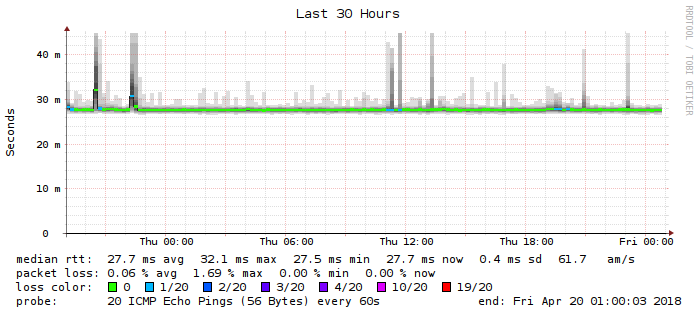 Last 30 Hours
RRDTOOL / TOBI OETIKER
Seconds
40 m
30 m
20 m
10 m
0
Thu 00:00 Thu 06:00 Thu 12:00 Thu 18:00 Fri 00:00
median rtt: 27.7 ms avg 32.1 ms max 27.5 ms min 27.7 ms now 0.4 ms sd 61.7 am/s
packet loss: 0.06 % avg 1.69 % max 0.00 % min 0.00 % now
loss color: 0 1/20 2/20 3/20 4/20 10/20 19/20
probe: 20 ICMP Echo Pings (56 Bytes) every 60s end: Fri Apr 20 01:00:03 2018